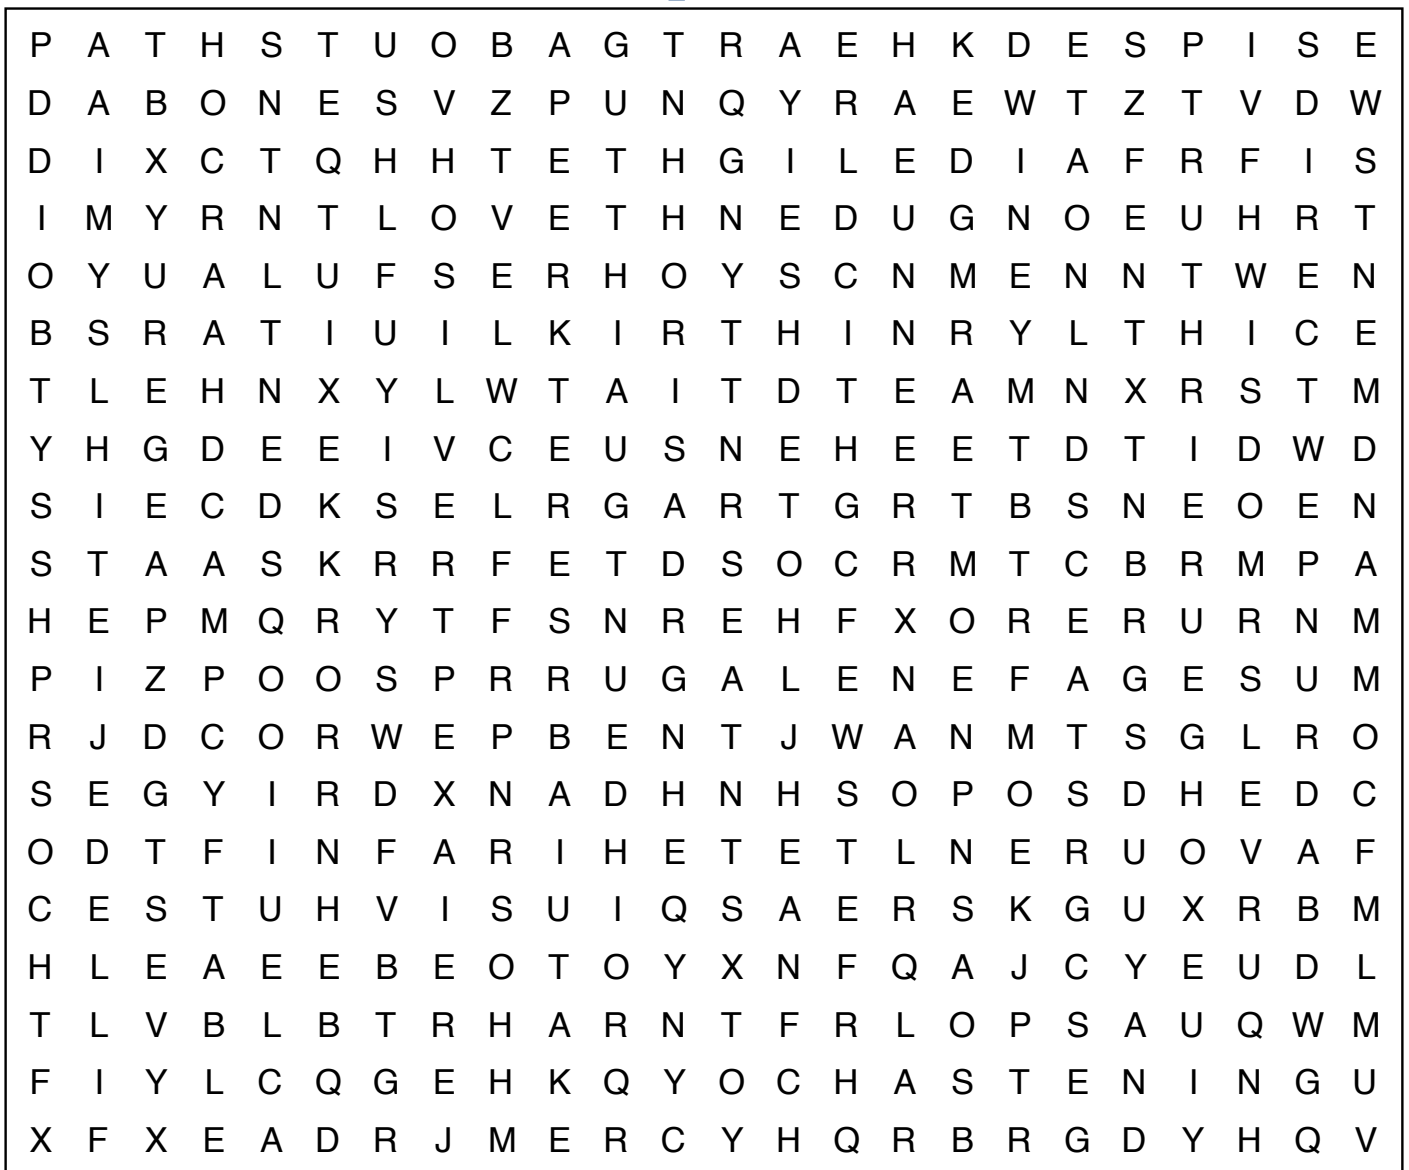 P A T H S T U O B A G T R A E H K D E S P I S E
D A B O N E S V Z P U N Q Y R A E W T Z T V D W
D I X C T Q H H T E T H G I L E D I A F R F I S
I M Y R N T L O V E T H N E D U G N O E U H R T
O Y U A L U F S E R H O Y S C N M E N N T W E N
B S R A T I U I L K I R T H I N R Y L T H I C E
T L E H N X Y L W T A I T D T E A M N X R S T M
Y H G D E E I V C E U S N E H E E T D T I D W D
S I E C D K S E L R G A R T G R T B S N E O E N
S T A A S K R R F E T D S O C R M T C B R M P A
H E P M Q R Y T F S N R E H F X O R E R U R N M
P I Z P O O S P R R U G A L E N E F A G E S U M
R J D C O R W E P B E N T J W A N M T S G L R O
S E G Y I R D X N A D H N H S O P O S D H E D C
O D T F I N F A R I H E T E T L N E R U O V A F
C E S T U H V I S U I Q S A E R S K G U X R B M
H L E A E E B E O T O Y X N F Q A J C Y E U D L
T L V B L B T R H A R N T F R L O P S A U Q W M
F I Y L C Q G E H K Q Y O C H A S T E N I N G U
X F X E A D R J M E R C Y H Q R B R G D Y H Q V